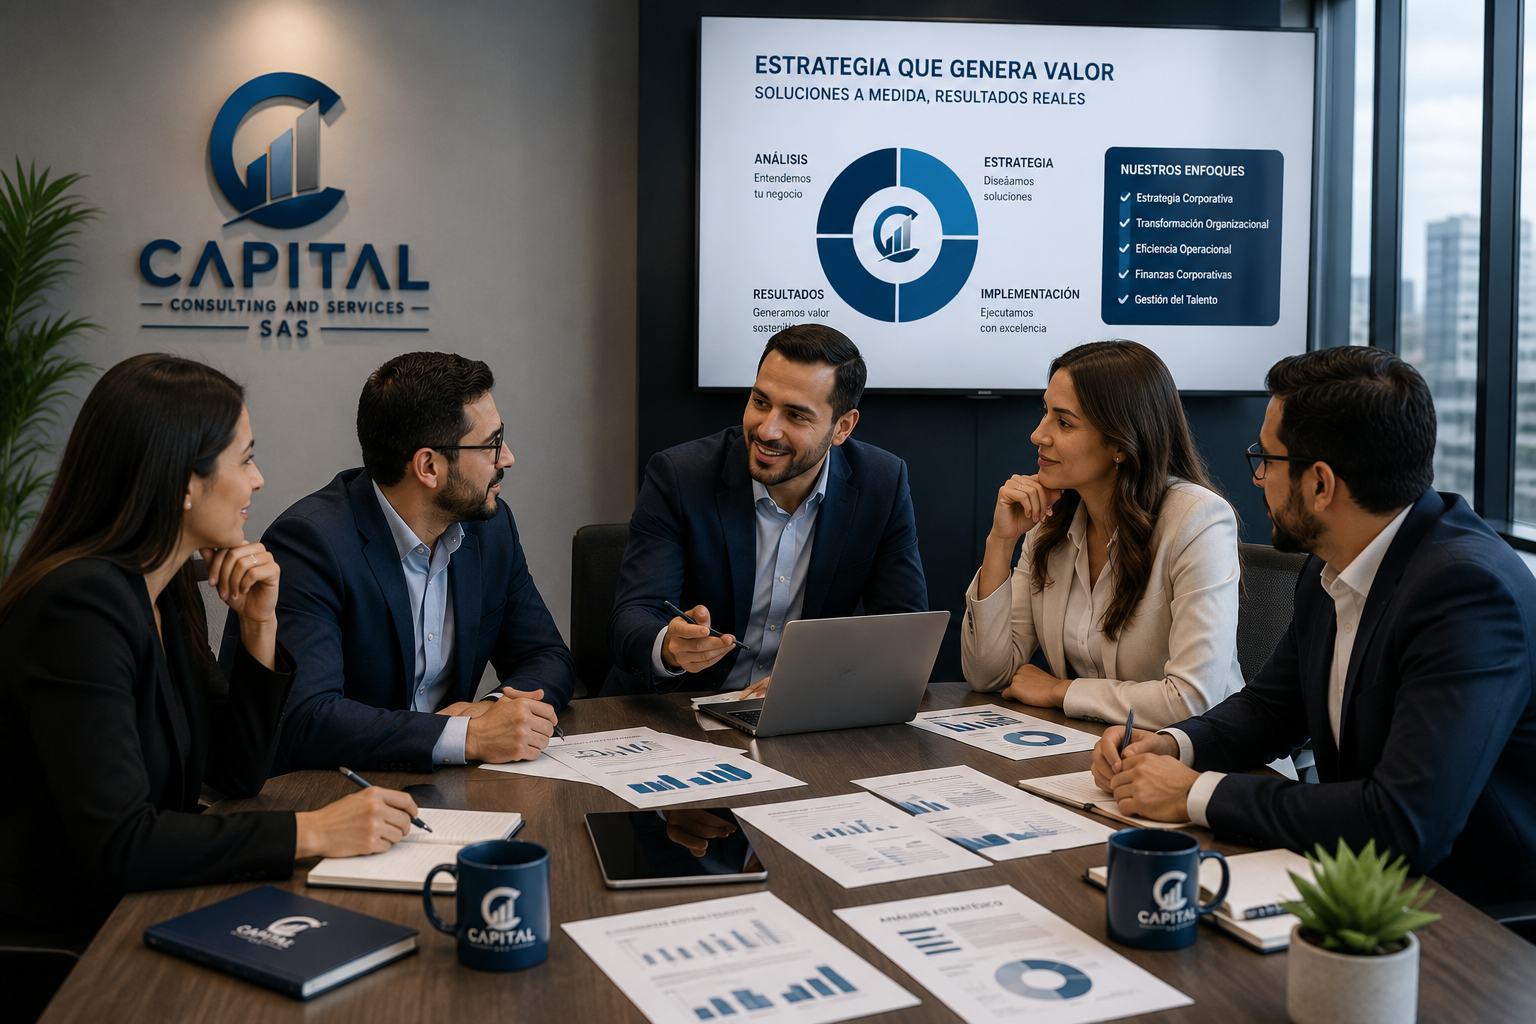 CAPITAL
CONSULTING AND SERVICES
SAS
ESTRATEGIA QUE GENERA VALOR
SOLUCIONES A MEDIDA, RESULTADOS REALES
ANÁLISIS
Entendemos
tu negocio
ESTRATEGIA
Diseáamos
soluciones
RESULTADOS
Generamos valor
IMPLEMENTACIÓN
Ejecutamos
con excelencia
NUESTROS ENFOQUES
Estrategia Corporativa
Transformación Organizacional
Eficiencia Operacional
Finanzas Corporativas
Gestión del Talento
CAPITAL
CAPITAL
CAPITAL
ANÁLISIS ESTRATÉGICO